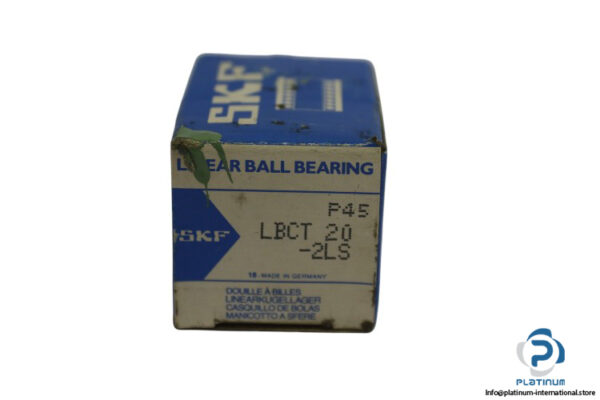 SKF
LINEAR BALL BEARING
P45
SKF
LBCT 20
-2LS
18 - MADE IN GERMANY
DOUILLE À BILLES
LINEARKUGELLAGER
CASQUILLO DE BOLAS
MANICOTTO A SFERE
PLATINUM
Info@platinum-international.store